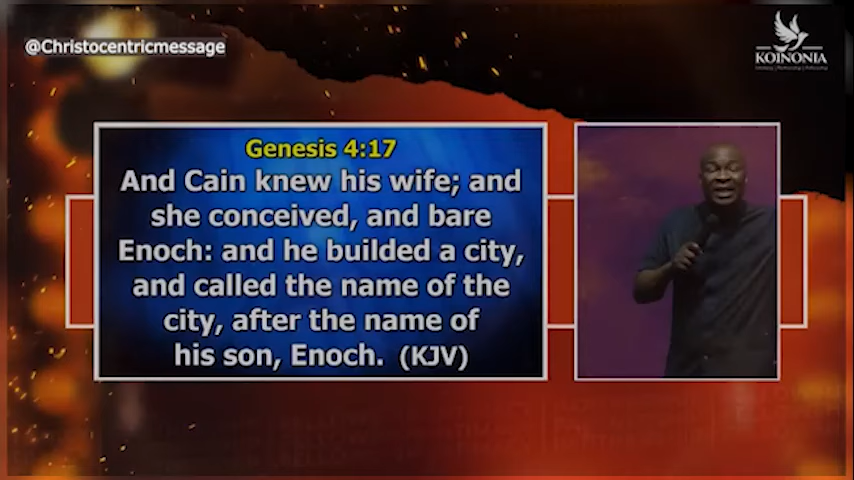 @Christocentricmessage
KOINONIA
Genesis 4:17
And Cain knew his wife; and
she conceived, and bare
Enoch: and he builded a city,
and called the name of the
city, after the name of
his son, Enoch. (KJV)